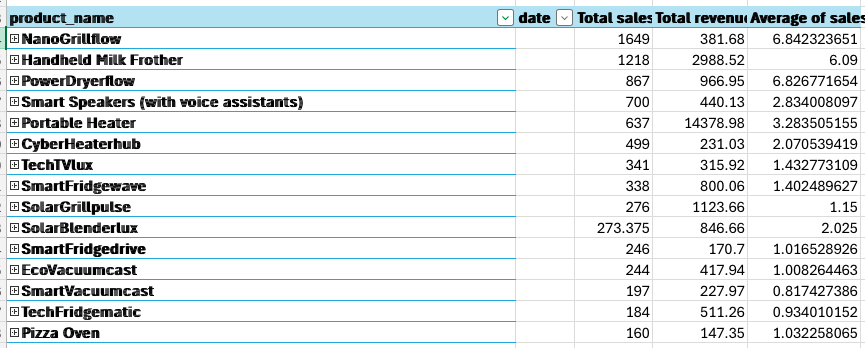 product_name date Total sales Total revenu Average of sales
NanoGrillflow 1649 381.68 6.842323651
Handheld Milk Frother 1218 2988.52 6.09
PowerDryerflow 867 966.95 6.826771654
Smart Speakers (with voice assistants) 700 440.13 2.834008097
Portable Heater 637 14378.98 3.283505155
CyberHeaterhub 499 231.03 2.070539419
TechTVlux 341 315.92 1.432773109
SmartFridgewave 338 800.06 1.402489627
SolarGrillpulse 276 1123.66 1.15
SolarBlenderlux 273.375 846.66 2.025
SmartFridgedrive 246 170.7 1.016528926
EcoVacuumcast 244 417.94 1.008264463
SmartVacuumcast 197 227.97 0.817427386
TechFridgematic 184 511.26 0.934010152
Pizza Oven 160 147.35 1.032258065